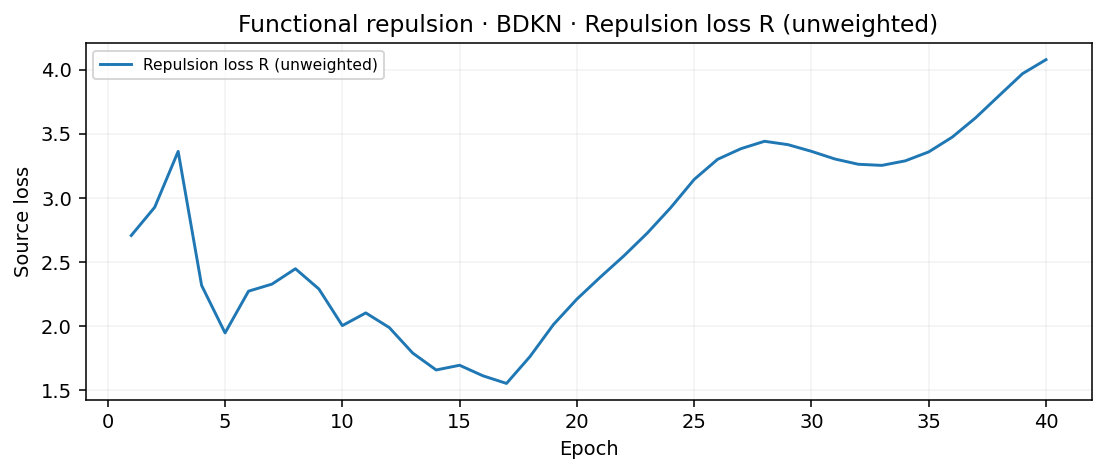 Functional repulsion · BDKN · Repulsion loss R (unweighted)
Repulsion loss R (unweighted)
Source loss
4.0
3.5
3.0
2.5
2.0
1.5
0 5 10 15 20 25 30 35 40
Epoch